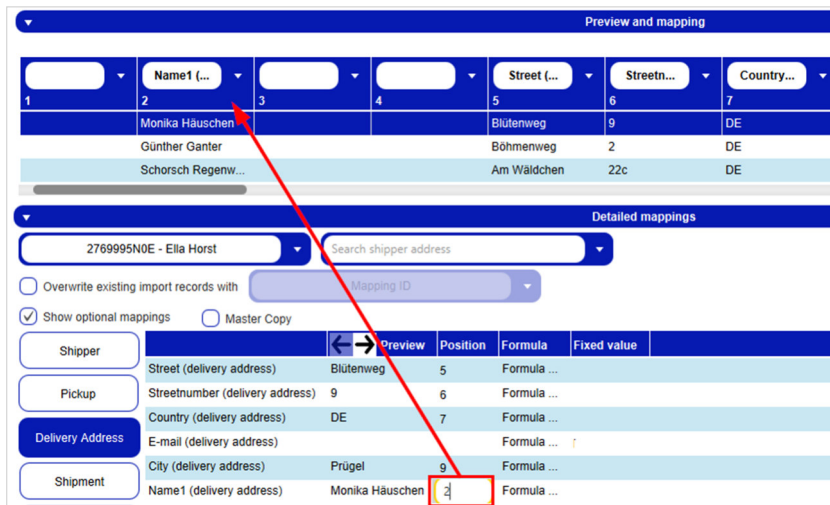 Preview and mapping
Name1 (... Street (... Streetn... Country...
1 2 3 4 5 6 7
Monika Häuschen Blütenweg 9 DE
Günther Ganter Böhmenweg 2 DE
Schorsch Regenw... Am Wäldchen 22c DE
Detailed mappings
2769995N0E - Ella Horst Search shipper address
Overwrite existing import records with Mapping ID
Show optional mappings Master Copy
Shipper Preview Position Formula Fixed value
Street (delivery address) Blütenweg 5 Formula ...
Pickup Streetnumber (delivery address) 9 6 Formula ...
Country (delivery address) DE 7 Formula ...
Delivery Address E-mail (delivery address) Formula ...
City (delivery address) Prügel 9 Formula ...
Shipment Name1 (delivery address) Monika Häuschen 2 Formula ...